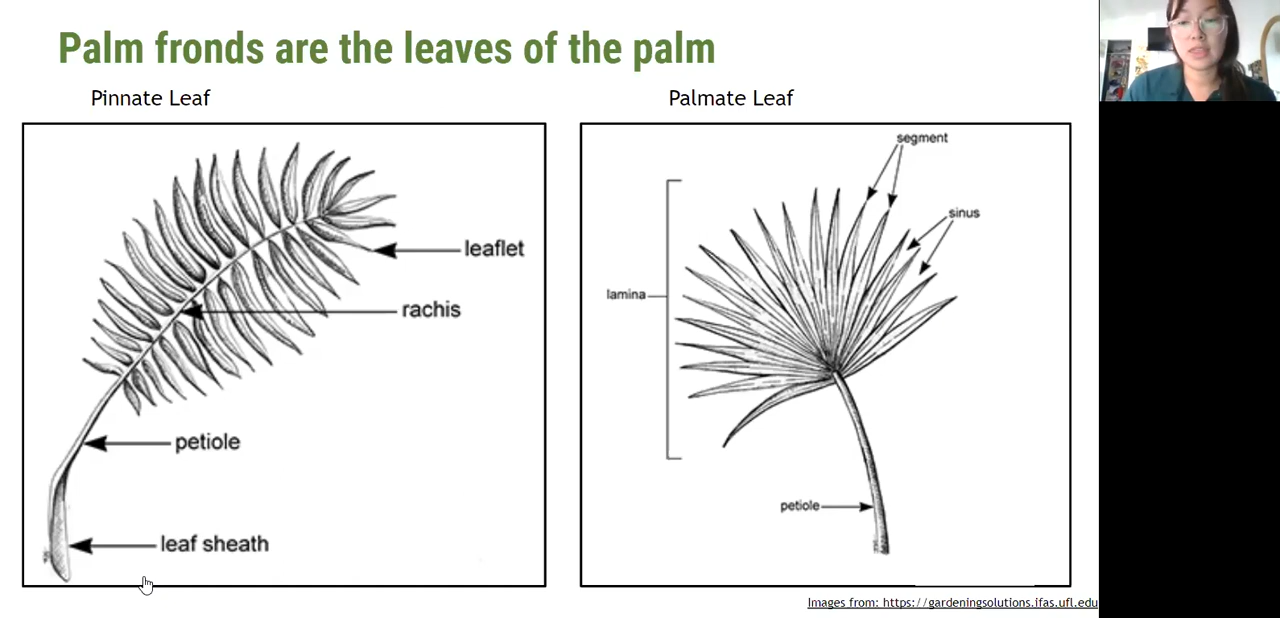 Palm fronds are the leaves of the palm
Pinnate Leaf
Palmate Leaf
leaflet
rachis
petiole
leaf sheath
segment
sinus
lamina
petiole
Images from: https://gardeningsolutions.ifas.ufl.edu